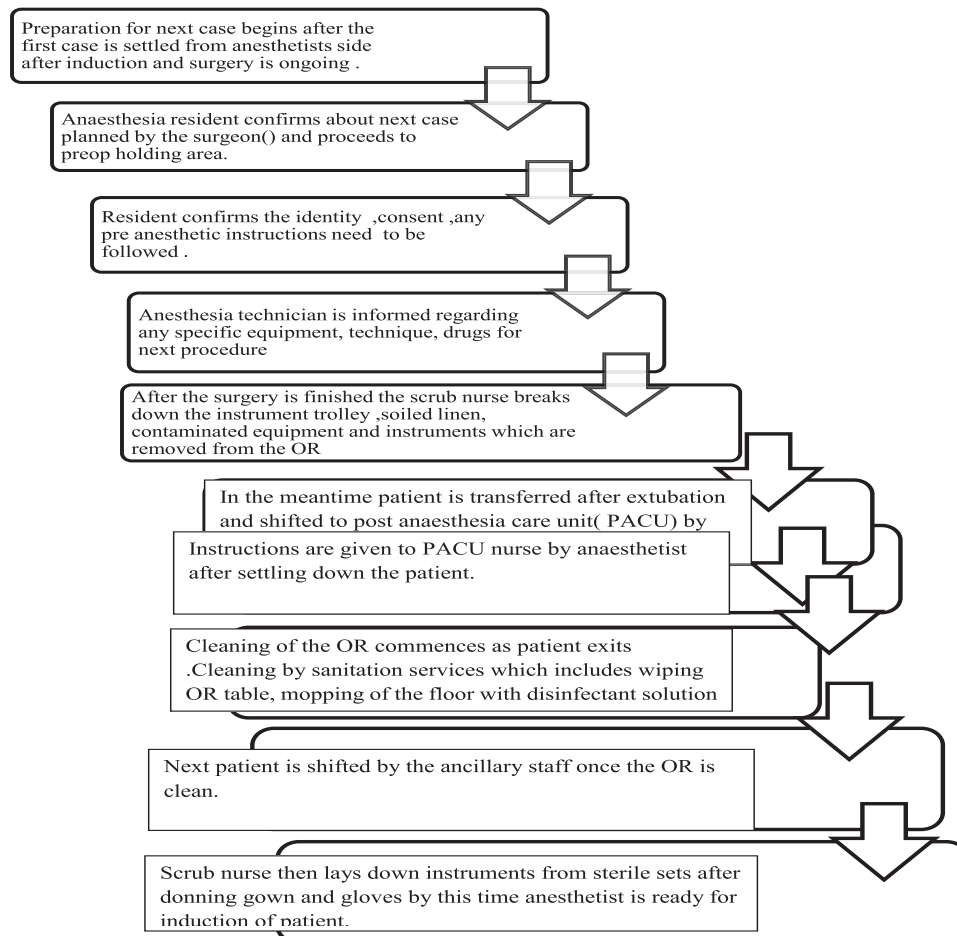 Preparation for next case begins after the
first case is settled from anesthetists side
after induction and surgery is ongoing .
Anaesthesia resident confirms about next case
planned by the surgeon() and proceeds to
preop holding area.
Resident confirms the identity ,consent ,any
pre anesthetic instructions need to be
followed .
Anesthesia technician is informed regarding
any specific equipment, technique, drugs for
next procedure
After the surgery is finished the scrub nurse breaks
down the instrument trolley ,soiled linen,
contaminated equipment and instruments which are
removed from the OR
In the meantime patient is transferred after extubation
and shifted to post anaesthesia care unit( PACU) by
Instructions are given to PACU nurse by anaesthetist
after settling down the patient.
Cleaning of the OR commences as patient exits
.Cleaning by sanitation services which includes wiping
OR table, mopping of the floor with disinfectant solution
Next patient is shifted by the ancillary staff once the OR is
clean.
Scrub nurse then lays down instruments from sterile sets after
donning gown and gloves by this time anesthetist is ready for
induction of patient.